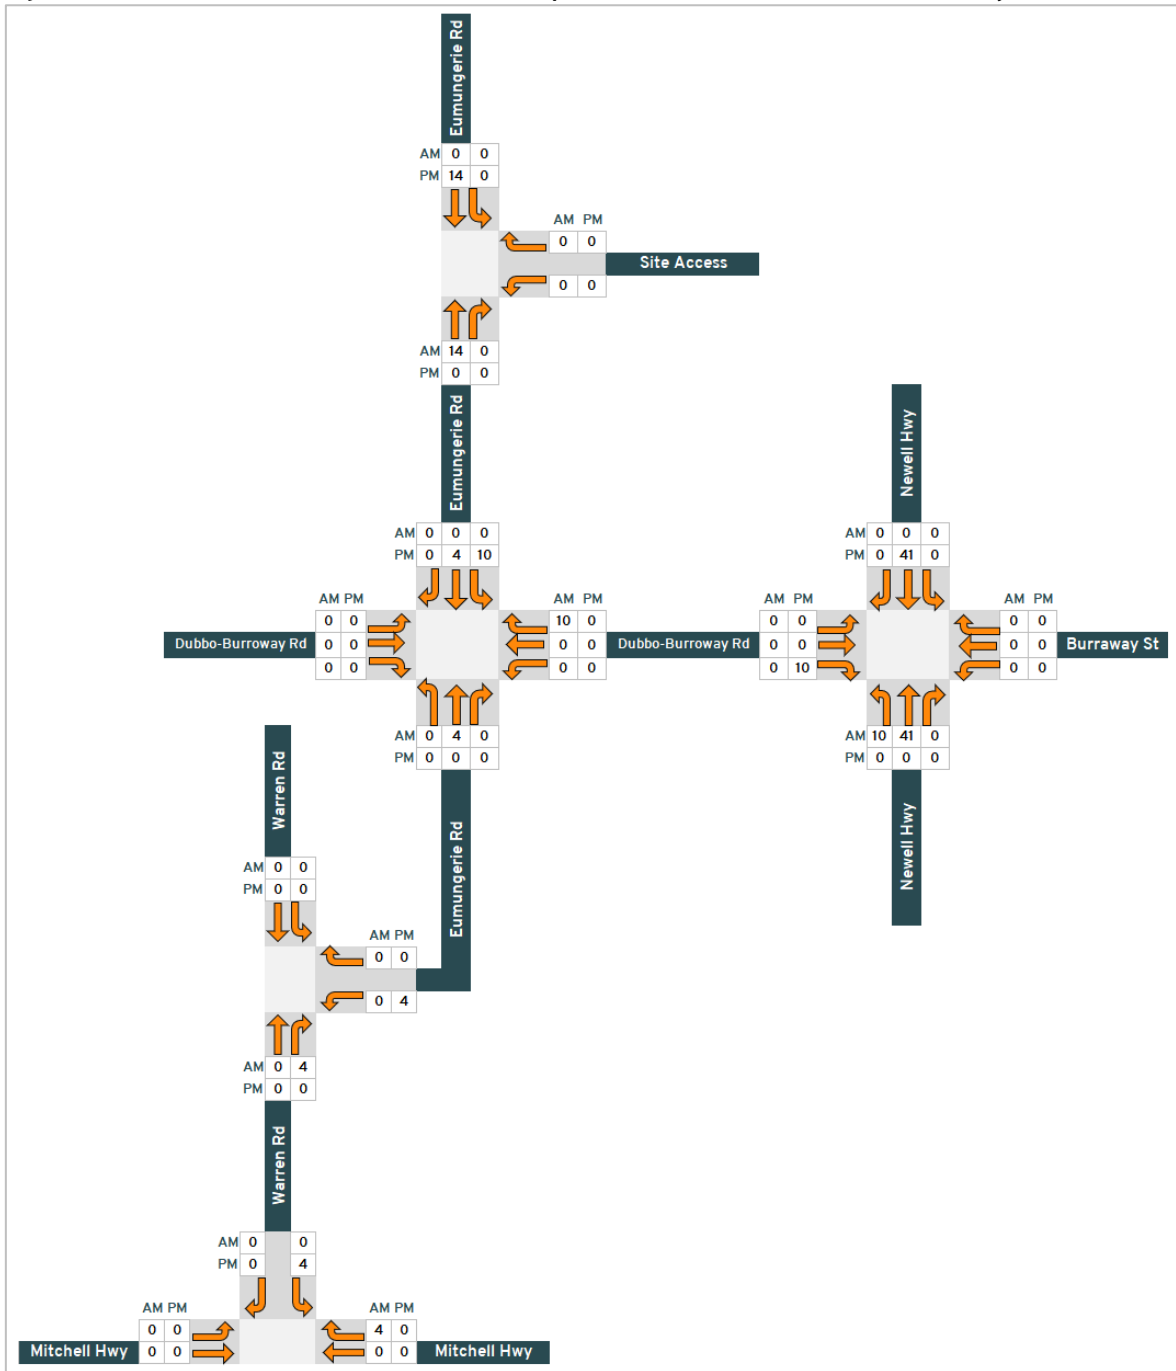 Eumungerie Rd
AM 0 0
PM 14 0
AM PM
0 0
Site Access
0 0
AM 14 0
PM 0 0
Eumungerie Rd
Newell Hwy
AM 0 0 0
PM 0 4 10
AM 0 0 0
PM 0 41 0
AM PM
0 0
Dubbo-Burroway Rd 0 0
0 0
AM PM
10 0
0 0 Dubbo-Burroway Rd
0 0
AM PM
0 0
0 0
0 10
AM PM
0 0
0 0 Burraway St
0 0
AM 0 4 0
PM 0 0 0
AM 10 41 0
PM 0 0 0
Warren Rd
Eumungerie Rd
Newell Hwy
AM 0 0
PM 0 0
AM PM
0 0
0 4
AM 0 4
PM 0 0
Warren Rd
AM 0 0
PM 0 4
AM PM
0 0
Mitchell Hwy 0 0
AM PM
4 0
0 0 Mitchell Hwy